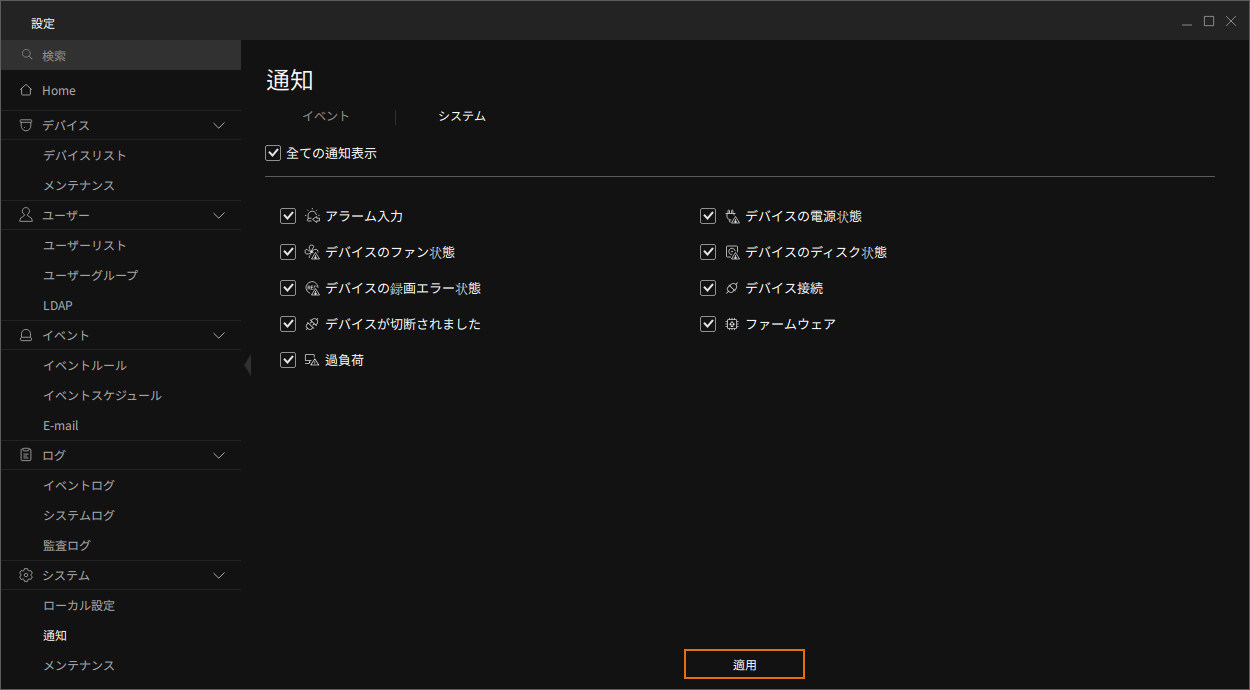 設定
検索
Home
デバイス
デバイスリスト
メンテナンス
ユーザー
ユーザーリスト
ユーザーグループ
LDAP
イベント
イベントルール
イベントスケジュール
E-mail
ログ
イベントログ
システムログ
監査ログ
システム
ローカル設定
通知
メンテナンス
通知
イベント
システム
全ての通知表示
アラーム入力
デバイスの電源状態
デバイスのファン状態
デバイスのディスク状態
デバイスの録画エラー状態
デバイス接続
デバイスが切断されました
ファームウェア
過負荷
適用